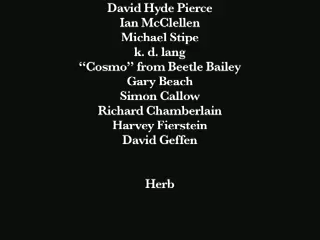 David Hyde Pierce
Ian McClellen
Michael Stipe
k. d. lang
“Cosmo” from Beetle Bailey
Gary Beach
Simon Callow
Richard Chamberlain
Harvey Fierstein
David Geffen
Herb